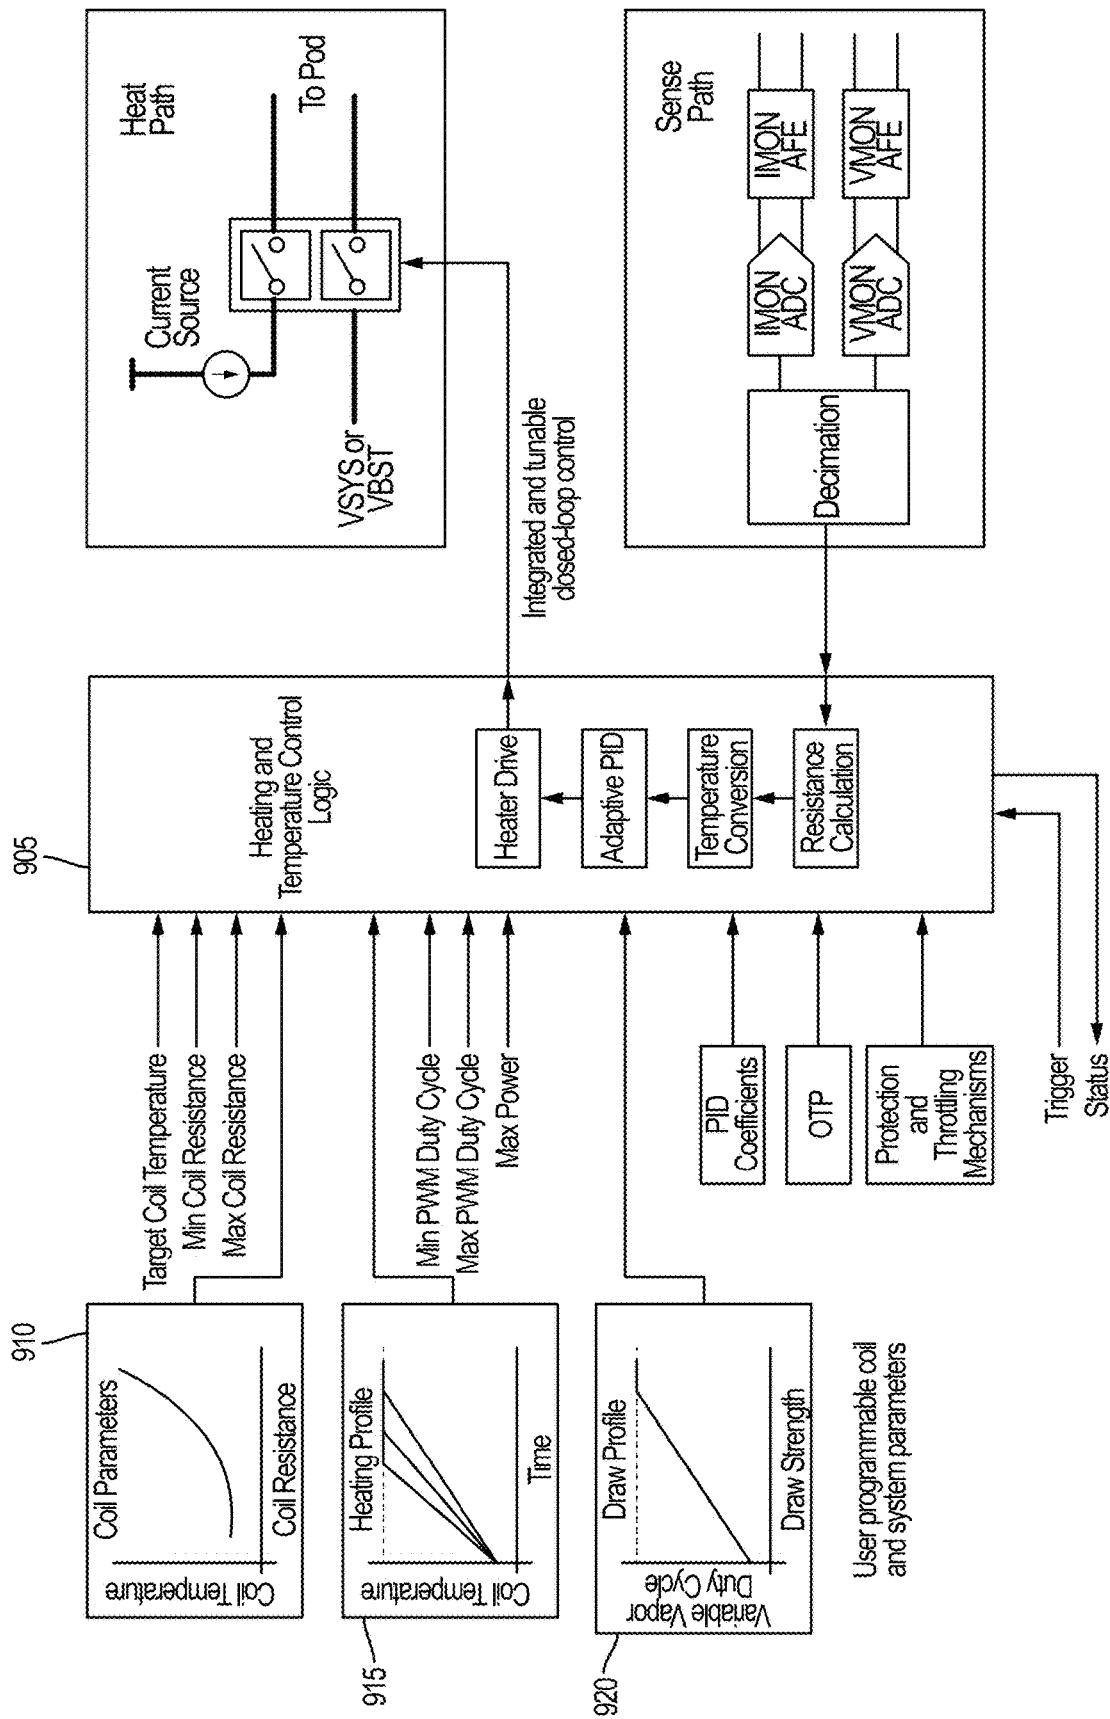 910
Coil Parameters
Coil Temperature
Coil Resistance
915
Heating Profile
Coil Temperature
Time
920
Draw Profile
Variable Vapor
Duty Cycle
Draw Strength
User programmable coil
and system parameters
Target Coil Temperature
Min Coil Resistance
Max Coil Resistance
Min PWM Duty Cycle
Max PWM Duty Cycle
Max Power
PID
Coefficients
OTP
Protection
and
Throttling
Mechanisms
Trigger
Status
905
Heating and
Temperature Control
Logic
Heater Drive
Adaptive PID
Temperature
Conversion
Resistance
Calculation
Integrated and tunable
closed-loop control
Heat
Path
Current
Source
VSYS or
VBST
To Pod
Sense
Path
IMON
AFE
VMON
AFE
IMON
ADC
VMON
ADC
Decimation